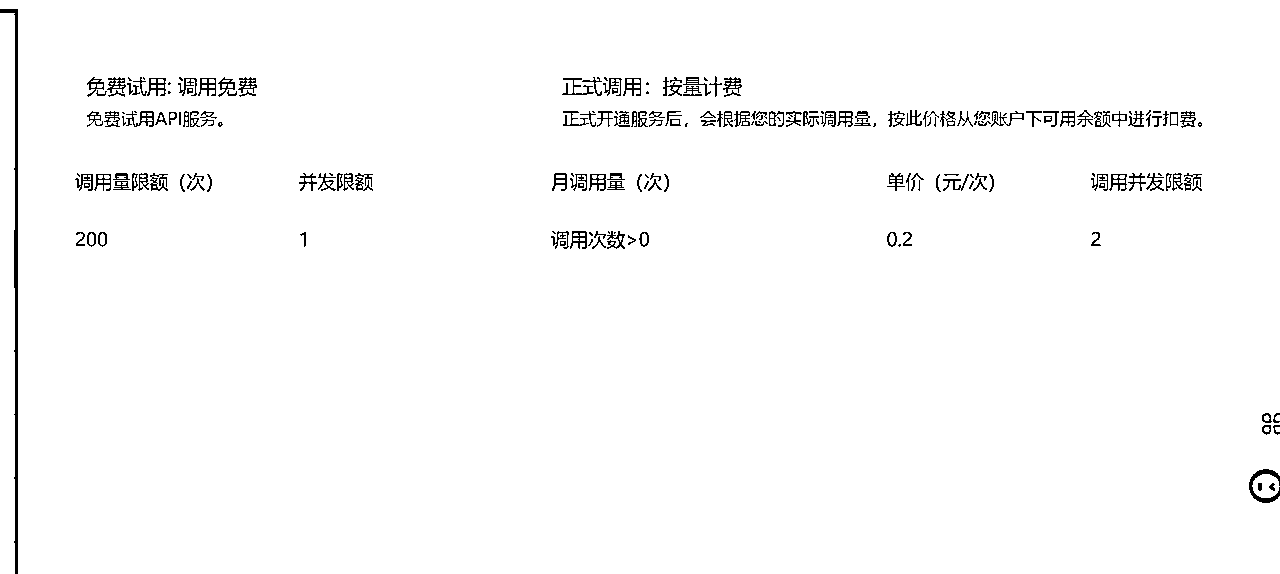 免费试用: 调用免费
免费试用API服务。
调用量限额（次） 并发限额
200 1
正式调用：按量计费
正式开通服务后，会根据您的实际调用量，按此价格从您账户下可用余额中进行扣费。
月调用量（次） 单价（元/次） 调用并发限额
调用次数>0 0.2 2